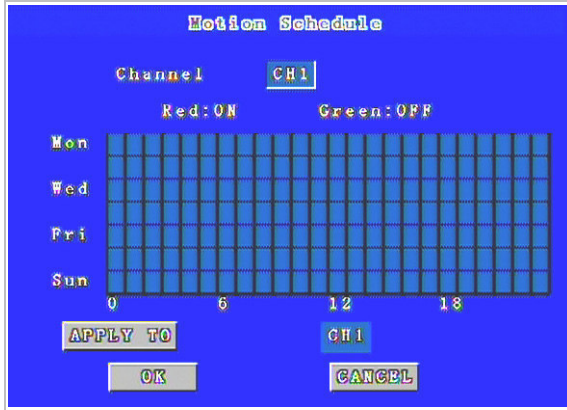 Motion Schedule
Channel CH1
Red:ON Green:OFF
Mon
Wed
Fri
Sun
0 6 12 18
APPLY TO CH1
OK CANCEL